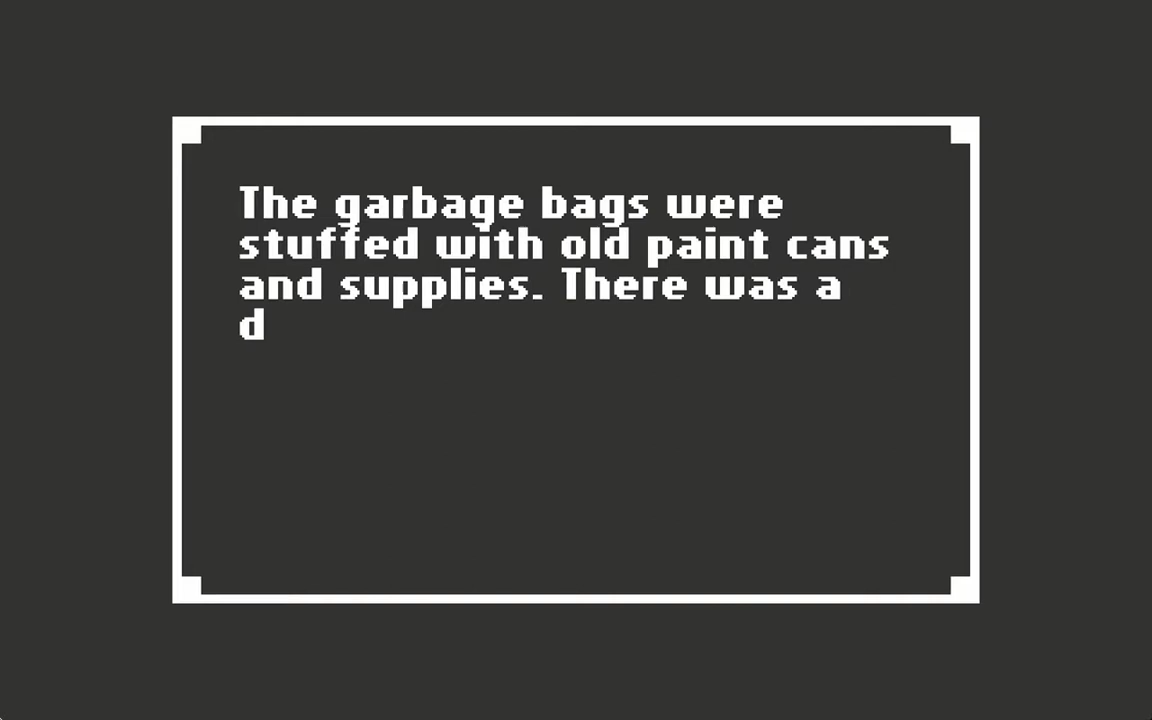 The garbage bags were
stuffed with old paint cans
and supplies. There was a
d